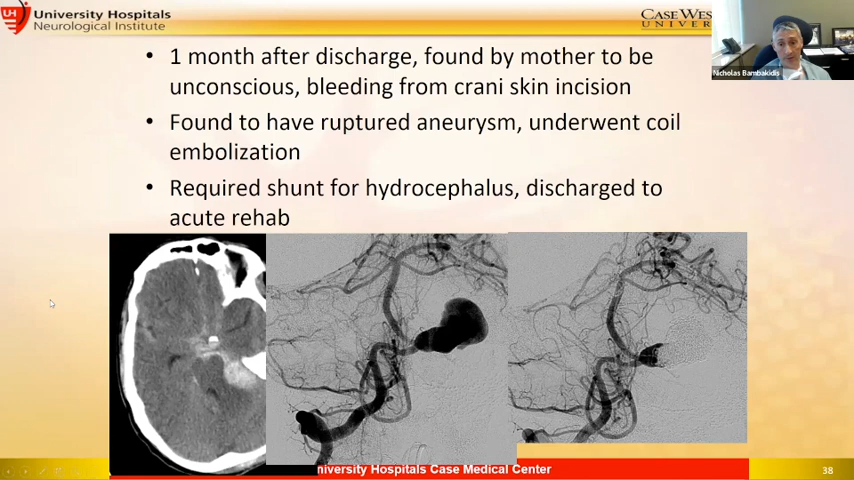 UH
University Hospitals
Neurological Institute
CASE WES
UNIVER
Nicholas Bambakidis
• 1 month after discharge, found by mother to be
unconscious, bleeding from crani skin incision
• Found to have ruptured aneurysm, underwent coil
embolization
• Required shunt for hydrocephalus, discharged to
acute rehab
niversity Hospitals Case Medical Center
38